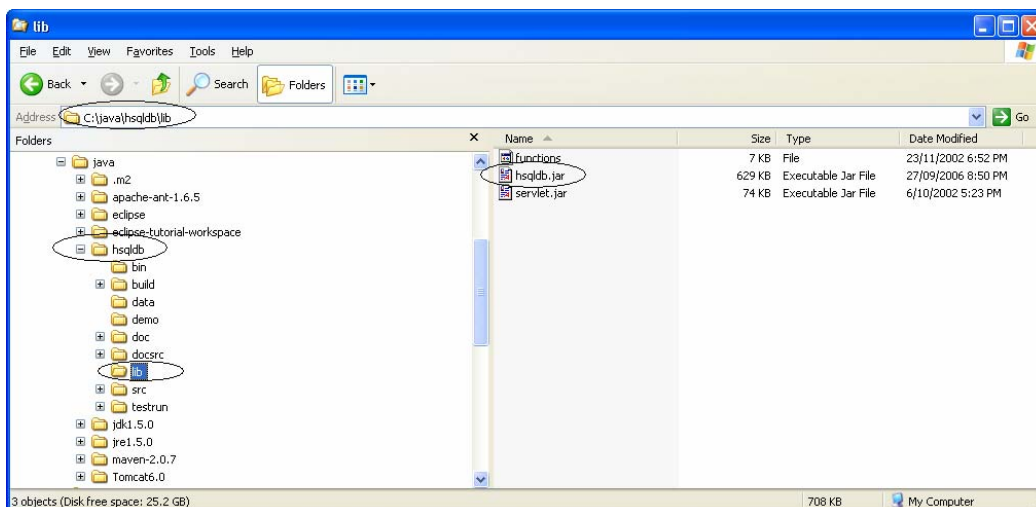 lib
File Edit View Favorites Tools Help
Back Search Folders
Address C:\java\hsqldb\lib Go
Folders
Name Size Type Date Modified
functions 7 KB File 23/11/2002 6:52 PM
hsqldb.jar 629 KB Executable Jar File 27/09/2006 8:50 PM
servlet.jar 74 KB Executable Jar File 6/10/2002 5:23 PM
java
.m2
apache-ant-1.6.5
eclipse
eclipse-tutorial-workspace
hsqldb
bin
build
data
demo
doc
docsrc
lib
src
testrun
jdk1.5.0
jre1.5.0
maven-2.0.7
Tomcat6.0
3 objects (Disk free space: 25.2 GB) 708 KB My Computer